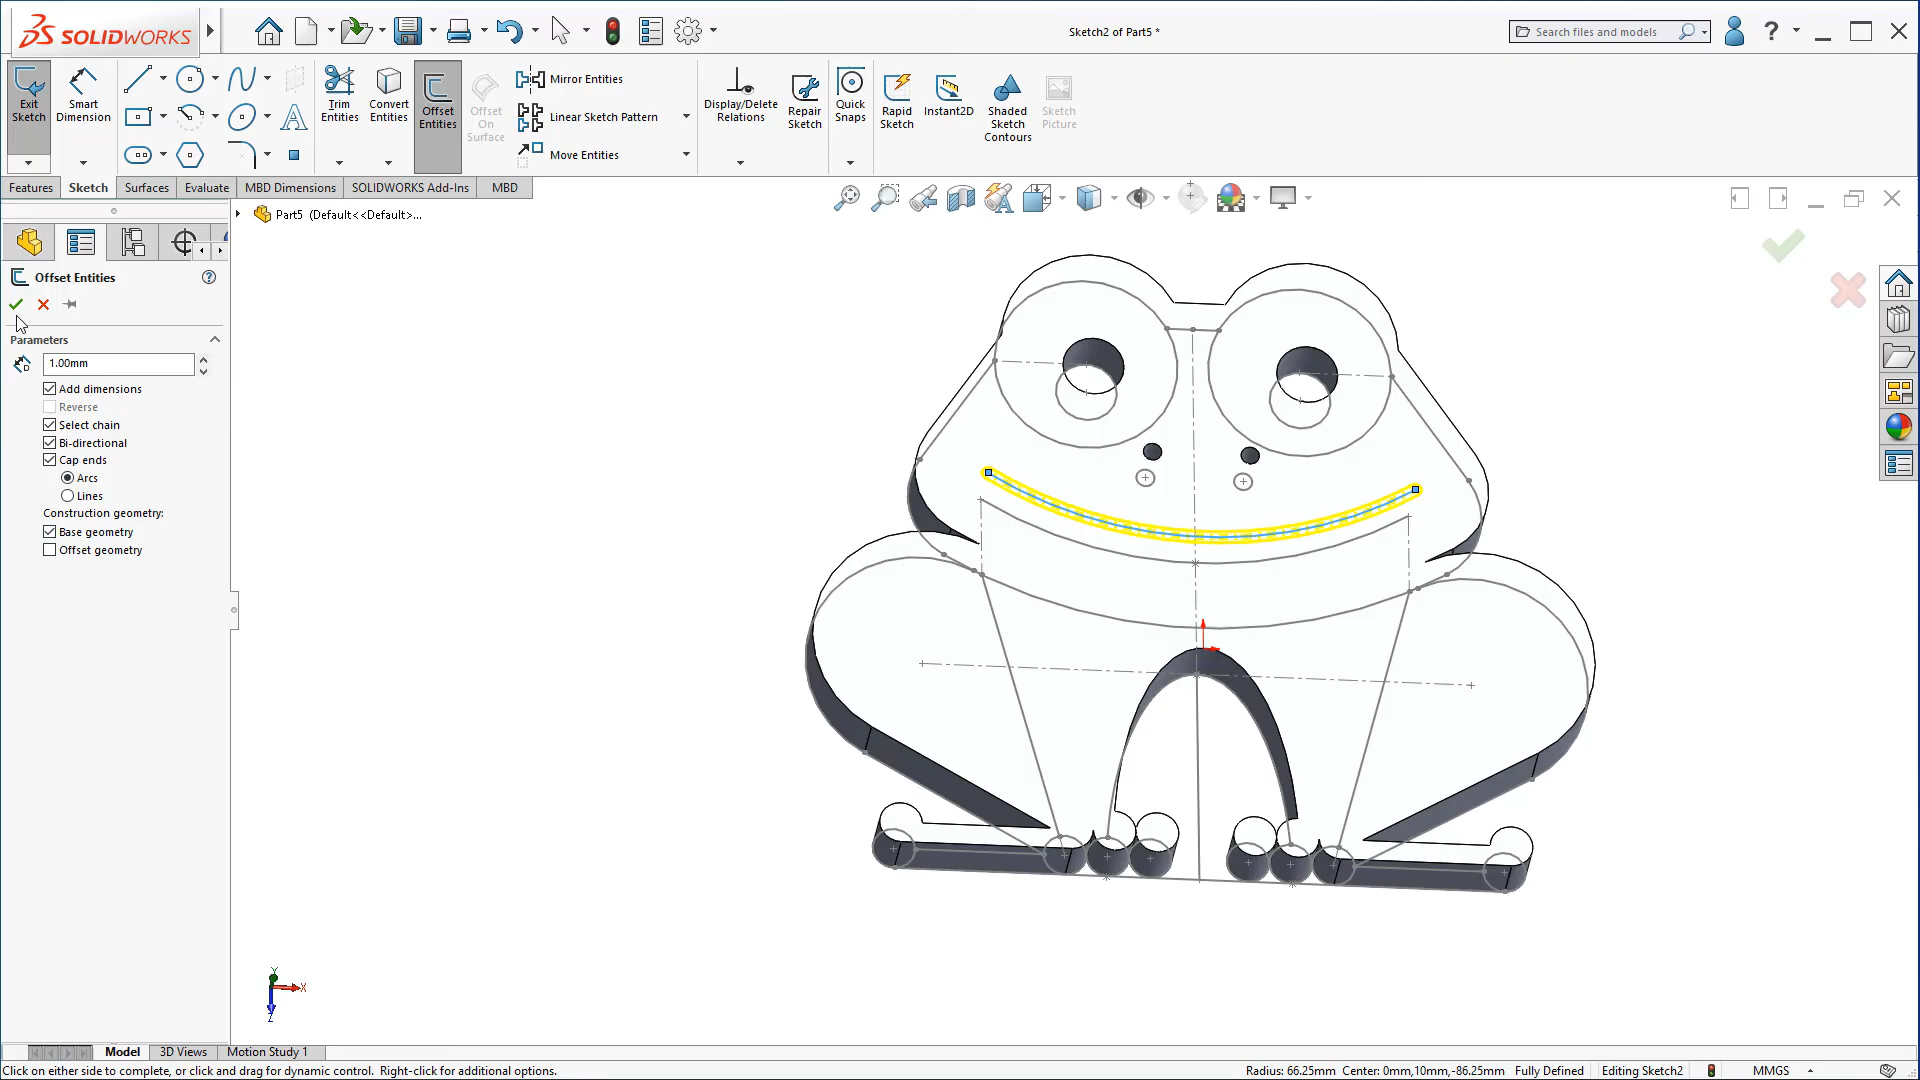 SOLIDWORKS
Sketch2 of Part5 *
Search files and models
Exit Sketch
Smart Dimension
Trim Entities
Convert Entities
Offset Entities
Offset On Surface
Mirror Entities
Linear Sketch Pattern
Move Entities
Display/Delete Relations
Repair Sketch
Quick Snaps
Rapid Sketch
Instant2D
Shaded Sketch Contours
Sketch Picture
Features
Sketch
Surfaces
Evaluate
MBD Dimensions
SOLIDWORKS Add-Ins
MBD
Part5 (Default<<Default>...
Offset Entities
Parameters
1.00mm
Add dimensions
Reverse
Select chain
Bi-directional
Cap ends
Arcs
Lines
Construction geometry:
Base geometry
Offset geometry
Y
X
Z
Model
3D Views
Motion Study 1
Click on either side to complete, or click and drag for dynamic control. Right-click for additional options.
Radius: 66.25mm Center: 0mm,10mm,-86.25mm Fully Defined
Editing Sketch2
MMGS